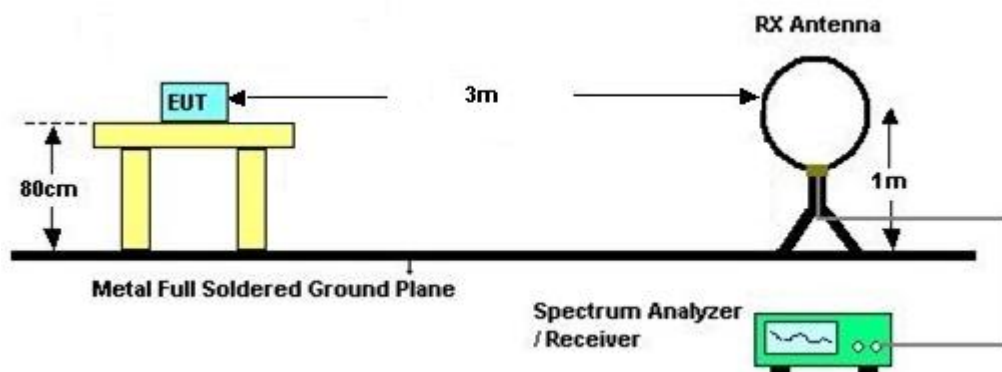 RX Antenna
EUT
3m
80cm
1m
Metal Full Soldered Ground Plane
Spectrum Analyzer
/ Receiver